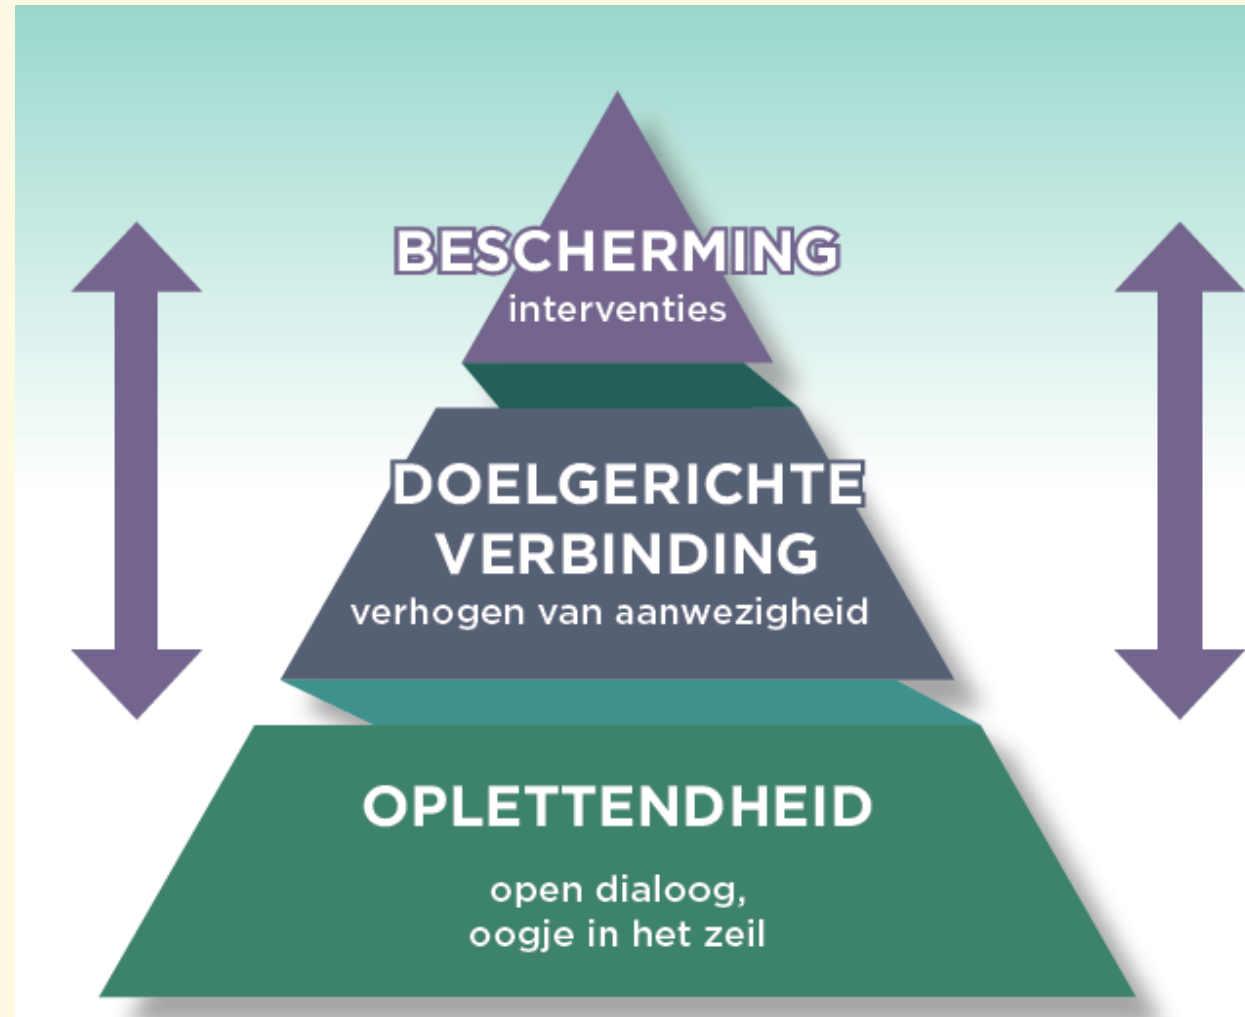 BESCHERMING
interventies
DOELGERICHTE
VERBINDING
verhogen van aanwezigheid
OPLETTENDHEID
open dialoog,
oogje in het zeil